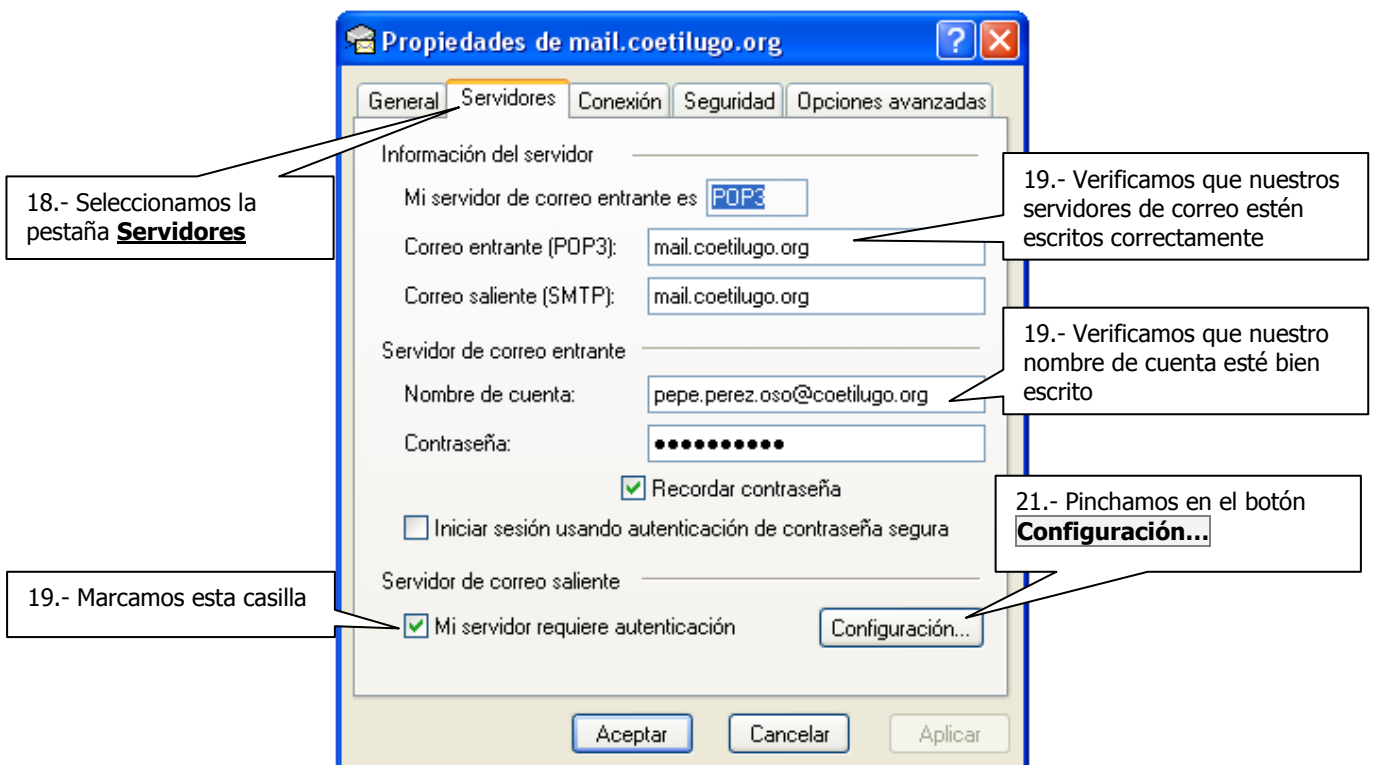 Propiedades de mail.coetilugo.org
General Servidores Conexión Seguridad Opciones avanzadas
Información del servidor
18.- Seleccionamos la
pestaña Servidores
Mi servidor de correo entrante es POP3
19.- Verificamos que nuestros
servidores de correo estén
escritos correctamente
Correo entrante (POP3): mail.coetilugo.org
Correo saliente (SMTP): mail.coetilugo.org
Servidor de correo entrante
19.- Verificamos que nuestro
nombre de cuenta esté bien
escrito
Nombre de cuenta: pepe.perez.oso@coetilugo.org
Contraseña: ●●●●●●●●●●
Recordar contraseña
Iniciar sesión usando autenticación de contraseña segura
21.- Pinchamos en el botón
Configuración...
Servidor de correo saliente
19.- Marcamos esta casilla
Mi servidor requiere autenticación Configuración...
Aceptar Cancelar Aplicar